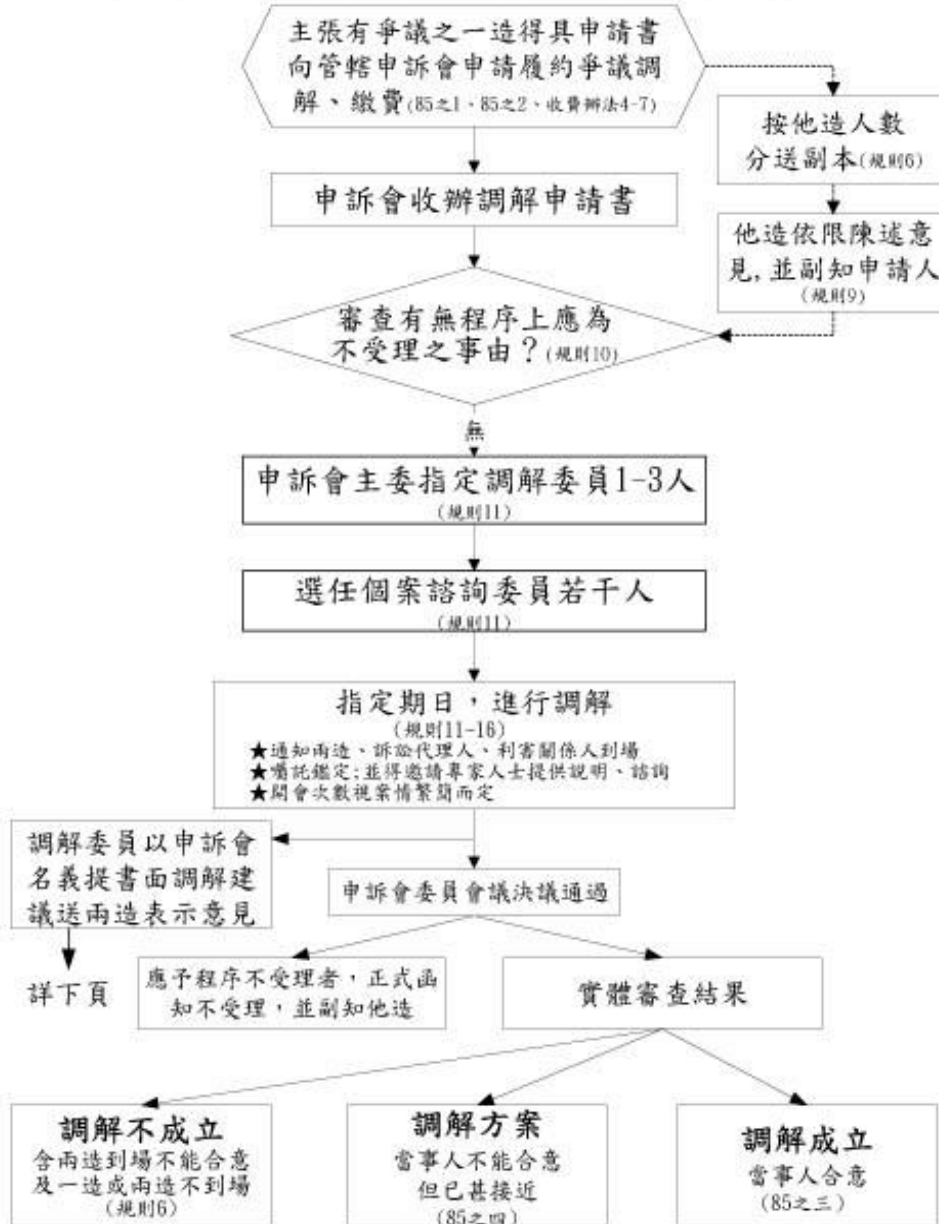 主張有爭議之一造得具申請書
向管轄申訴會申請履約爭議調
解、繳費(85之1、85之2、收費辦法4-7)
按他造人數
分送副本(規則6)
申訴會收辦調解申請書
他造依限陳述意
見,並副知申請人
(規則9)
審查有無程序上應為
不受理之事由？(規則10)
無
申訴會主委指定調解委員1-3人
(規則11)
選任個案諮詢委員若干人
(規則11)
指定期日，進行調解
(規則11-16)
★通知兩造、訴訟代理人、利害關係人到場
★囑託鑑定;並得邀請專家人士提供說明、諮詢
★開會次數視案情繁簡而定
調解委員以申訴會
名義提書面調解建
議送兩造表示意見
申訴會委員會議決議通過
詳下頁
應予程序不受理者，正式函
知不受理，並副知他造
實體審查結果
調解不成立
含兩造到場不能合意
及一造或兩造不到場
(規則6)
調解方案
當事人不能合意
但已甚接近
(85之四)
調解成立
當事人合意
(85之三)